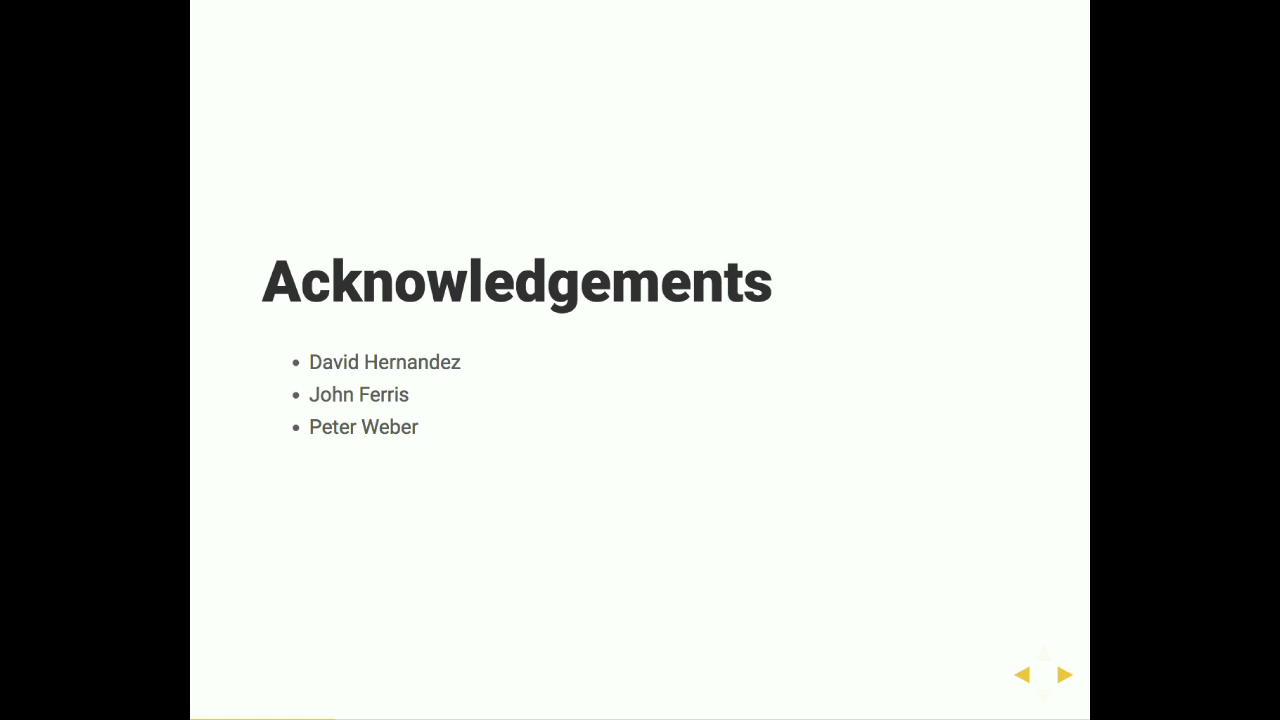 Acknowledgements
• David Hernandez
• John Ferris
• Peter Weber